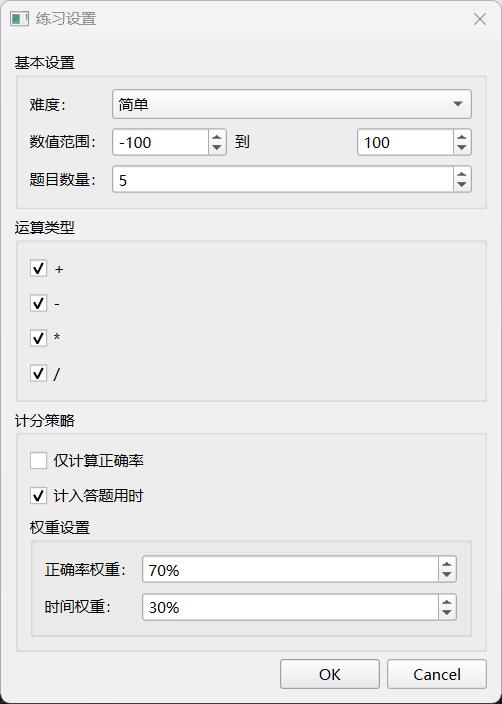 练习设置
基本设置
难度： 简单
数值范围： -100 到 100
题目数量： 5
运算类型
+
-
*
/
计分策略
仅计算正确率
计入答题用时
权重设置
正确率权重： 70%
时间权重： 30%
OK Cancel